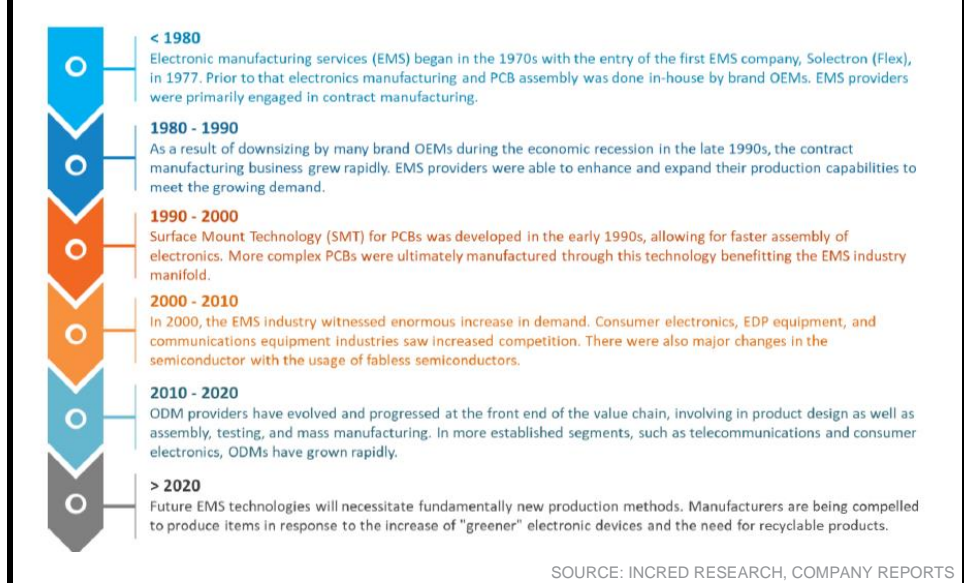 < 1980
Electronic manufacturing services (EMS) began in the 1970s with the entry of the first EMS company, Solectron (Flex),
in 1977. Prior to that electronics manufacturing and PCB assembly was done in-house by brand OEMs. EMS providers
were primarily engaged in contract manufacturing.
1980 - 1990
As a result of downsizing by many brand OEMs during the economic recession in the late 1990s, the contract
manufacturing business grew rapidly. EMS providers were able to enhance and expand their production capabilities to
meet the growing demand.
1990 - 2000
Surface Mount Technology (SMT) for PCBs was developed in the early 1990s, allowing for faster assembly of
electronics. More complex PCBs were ultimately manufactured through this technology benefitting the EMS industry
manifold.
2000 - 2010
In 2000, the EMS industry witnessed enormous increase in demand. Consumer electronics, EDP equipment, and
communications equipment industries saw increased competition. There were also major changes in the
semiconductor with the usage of fabless semiconductors.
2010 - 2020
ODM providers have evolved and progressed at the front end of the value chain, involving in product design as well as
assembly, testing, and mass manufacturing. In more established segments, such as telecommunications and consumer
electronics, ODMs have grown rapidly.
> 2020
Future EMS technologies will necessitate fundamentally new production methods. Manufacturers are being compelled
to produce items in response to the increase of "greener" electronic devices and the need for recyclable products.
SOURCE: INCRED RESEARCH, COMPANY REPORTS